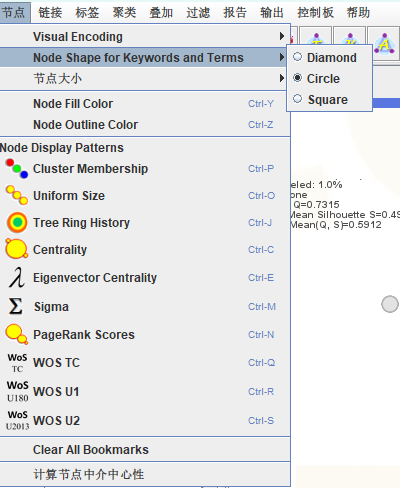 节点 链接 标签 聚类 叠加 过滤 报告 输出 控制板 帮助
Visual Encoding
Node Shape for Keywords and Terms
Diamond
Circle
Square
节点大小
Node Fill Color Ctrl-Y
Node Outline Color Ctrl-Z
Node Display Patterns
Cluster Membership Ctrl-P
Uniform Size Ctrl-O
Tree Ring History Ctrl-J
Centrality Ctrl-C
λ Eigenvector Centrality Ctrl-E
Σ Sigma Ctrl-M
PageRank Scores Ctrl-N
WoS TC WOS TC Ctrl-Q
WoS U180 WOS U1 Ctrl-R
WoS U2013 WOS U2 Ctrl-S
Clear All Bookmarks
计算节点中介中心性
eled: 1.0%
one
Q=0.7315
Mean Silhouette S=0.49
Mean(Q, S)=0.5912